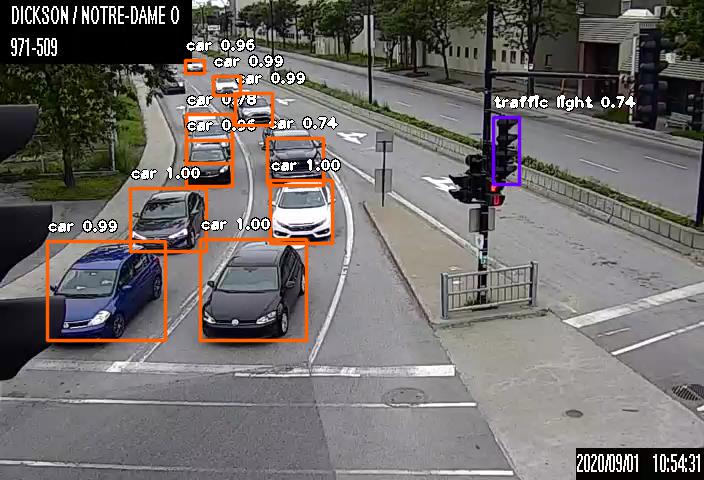 DICKSON / NOTRE-DAME O
971-509
car 0.96
car 0.99
car 0.99
car 0.78
car 0.96
car 0.74
traffic light 0.74
car 1.00
car 1.00
car 0.99
car 1.00
2020/09/01 10:54:31